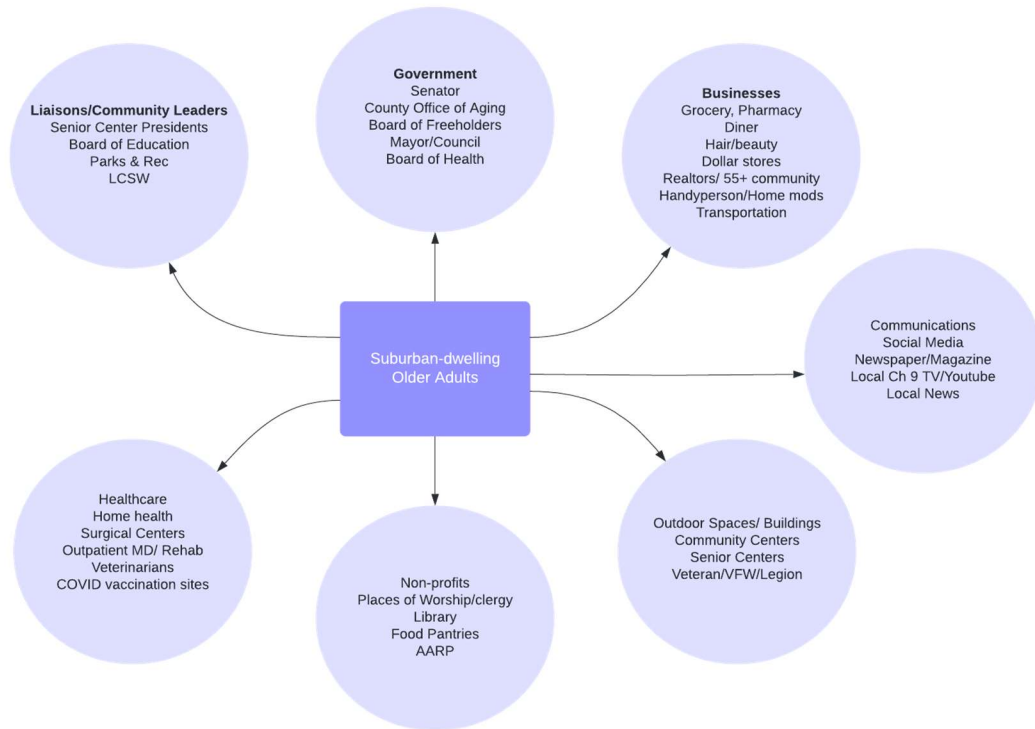 Liaisons/Community Leaders
Senior Center Presidents
Board of Education
Parks & Rec
LCSW
Government
Senator
County Office of Aging
Board of Freeholders
Mayor/Council
Board of Health
Businesses
Grocery, Pharmacy
Diner
Hair/beauty
Dollar stores
Realtors/ 55+ community
Handyperson/Home mods
Transportation
Suburban-dwelling
Older Adults
Communications
Social Media
Newspaper/Magazine
Local Ch 9 TV/Youtube
Local News
Healthcare
Home health
Surgical Centers
Outpatient MD/ Rehab
Veterinarians
COVID vaccination sites
Non-profits
Places of Worship/clergy
Library
Food Pantries
AARP
Outdoor Spaces/ Buildings
Community Centers
Senior Centers
Veteran/VFW/Legion